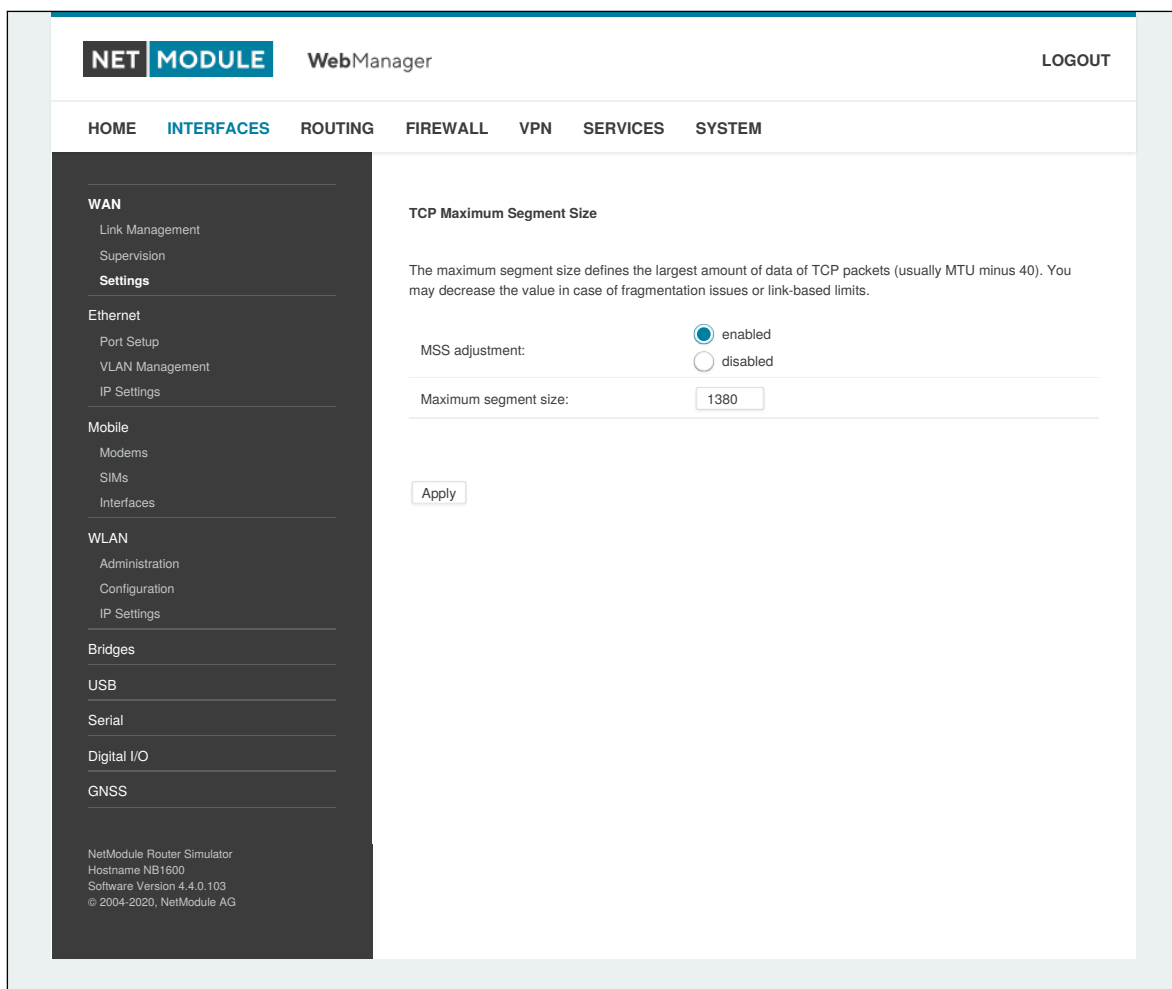 NET MODULE WebManager LOGOUT
HOME INTERFACES ROUTING FIREWALL VPN SERVICES SYSTEM
WAN
Link Management
Supervision
Settings
Ethernet
Port Setup
VLAN Management
IP Settings
Mobile
Modems
SIMs
Interfaces
WLAN
Administration
Configuration
IP Settings
Bridges
USB
Serial
Digital I/O
GNSS
NetModule Router Simulator
Hostname NB1600
Software Version 4.4.0.103
© 2004-2020, NetModule AG
TCP Maximum Segment Size
The maximum segment size defines the largest amount of data of TCP packets (usually MTU minus 40). You
may decrease the value in case of fragmentation issues or link-based limits.
MSS adjustment:
enabled
disabled
Maximum segment size: 1380
Apply